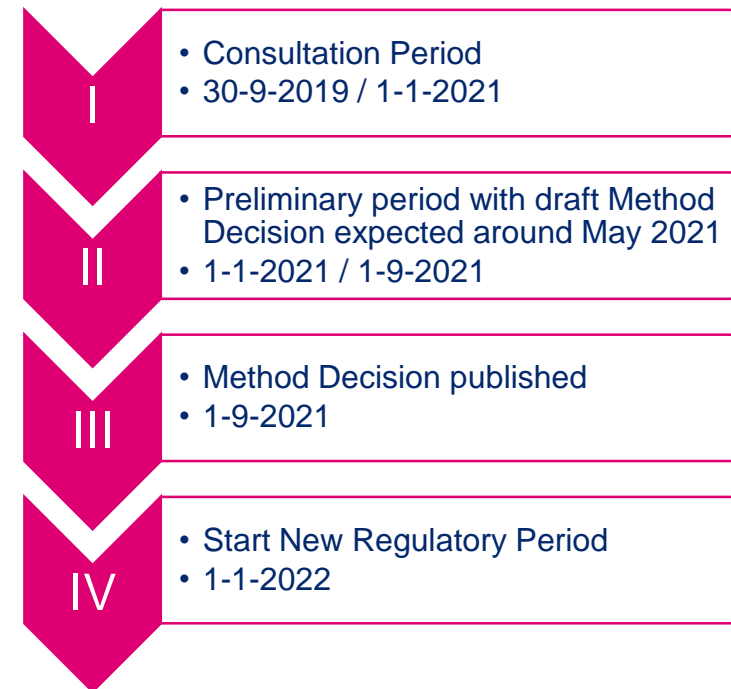 I
• Consultation Period
• 30-9-2019 / 1-1-2021
II
• Preliminary period with draft Method
Decision expected around May 2021
• 1-1-2021 / 1-9-2021
III
• Method Decision published
• 1-9-2021
IV
• Start New Regulatory Period
• 1-1-2022